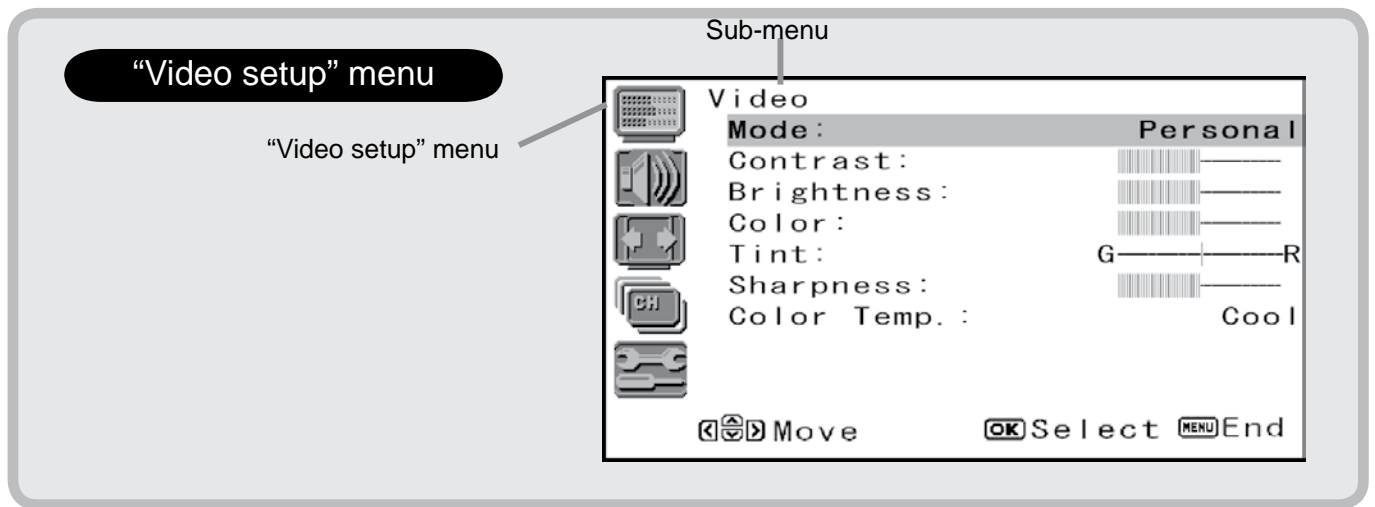 Sub-menu
“Video setup” menu
“Video setup” menu
Video
Mode: Personal
Contrast:
Brightness:
Color:
Tint: G R
Sharpness:
CH
Color Temp.: Cool
Move OK Select MENU End